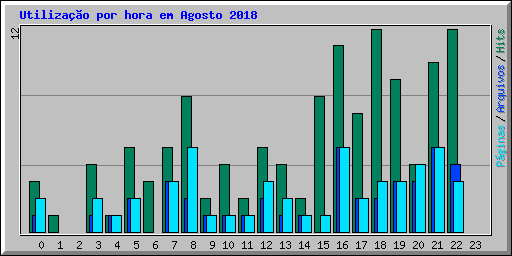 Utilização por hora em Agosto 2018
12
0 1 2 3 4 5 6 7 8 9 10 11 12 13 14 15 16 17 18 19 20 21 22 23
Páginas / Arquivos / Hits